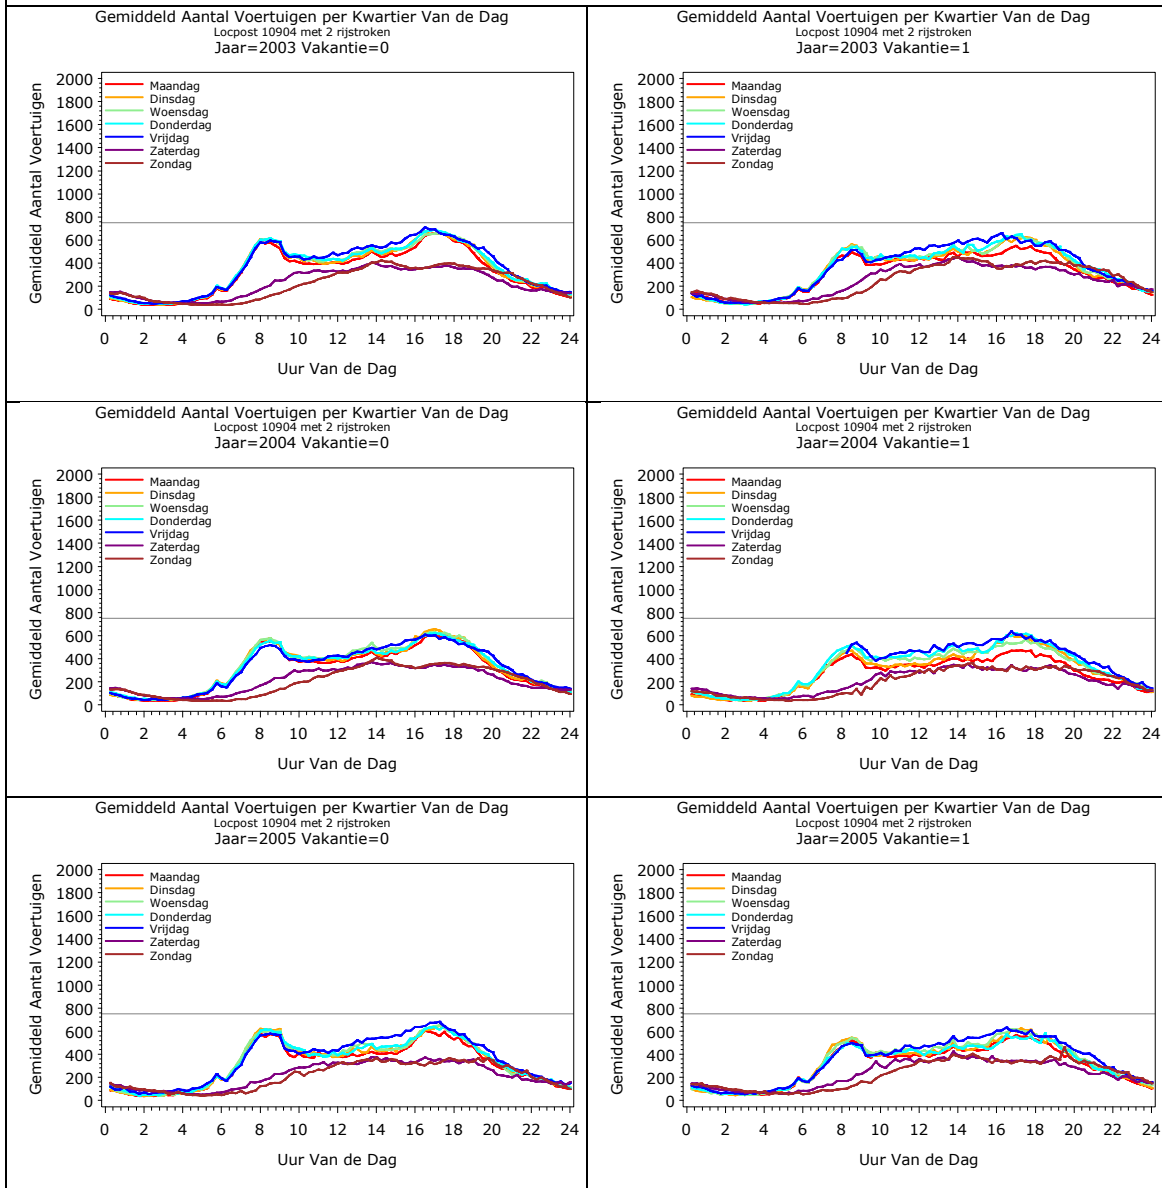 Gemiddeld Aantal Voertuigen per Kwartier Van de Dag
Locpost 10904 met 2 rijstroken
Jaar=2003 Vakantie=0
Gemiddeld Aantal Voertuigen
2000
1800
1600
1400
1200
1000
800
600
400
200
0
Maandag
Dinsdag
Woensdag
Donderdag
Vrijdag
Zaterdag
Zondag
0 2 4 6 8 10 12 14 16 18 20 22 24
Uur Van de Dag
Gemiddeld Aantal Voertuigen per Kwartier Van de Dag
Locpost 10904 met 2 rijstroken
Jaar=2003 Vakantie=1
Gemiddeld Aantal Voertuigen
2000
1800
1600
1400
1200
1000
800
600
400
200
0
Maandag
Dinsdag
Woensdag
Donderdag
Vrijdag
Zaterdag
Zondag
0 2 4 6 8 10 12 14 16 18 20 22 24
Uur Van de Dag
Gemiddeld Aantal Voertuigen per Kwartier Van de Dag
Locpost 10904 met 2 rijstroken
Jaar=2004 Vakantie=0
Gemiddeld Aantal Voertuigen
2000
1800
1600
1400
1200
1000
800
600
400
200
0
Maandag
Dinsdag
Woensdag
Donderdag
Vrijdag
Zaterdag
Zondag
0 2 4 6 8 10 12 14 16 18 20 22 24
Uur Van de Dag
Gemiddeld Aantal Voertuigen per Kwartier Van de Dag
Locpost 10904 met 2 rijstroken
Jaar=2004 Vakantie=1
Gemiddeld Aantal Voertuigen
2000
1800
1600
1400
1200
1000
800
600
400
200
0
Maandag
Dinsdag
Woensdag
Donderdag
Vrijdag
Zaterdag
Zondag
0 2 4 6 8 10 12 14 16 18 20 22 24
Uur Van de Dag
Gemiddeld Aantal Voertuigen per Kwartier Van de Dag
Locpost 10904 met 2 rijstroken
Jaar=2005 Vakantie=0
Gemiddeld Aantal Voertuigen
2000
1800
1600
1400
1200
1000
800
600
400
200
0
Maandag
Dinsdag
Woensdag
Donderdag
Vrijdag
Zaterdag
Zondag
0 2 4 6 8 10 12 14 16 18 20 22 24
Uur Van de Dag
Gemiddeld Aantal Voertuigen per Kwartier Van de Dag
Locpost 10904 met 2 rijstroken
Jaar=2005 Vakantie=1
Gemiddeld Aantal Voertuigen
2000
1800
1600
1400
1200
1000
800
600
400
200
0
Maandag
Dinsdag
Woensdag
Donderdag
Vrijdag
Zaterdag
Zondag
0 2 4 6 8 10 12 14 16 18 20 22 24
Uur Van de Dag